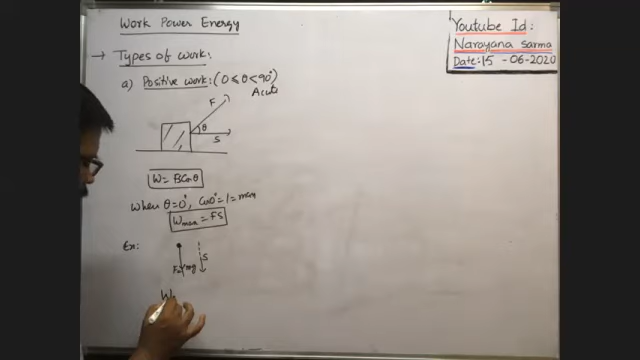 Work Power Energy
→ Types of work:
a) Positive work: (0 ⩽ θ < 90°)
Acute
F
θ
S
W = FS Cos θ
When θ = 0°, Cos 0° = 1 = max
Wmax = FS
Ex:
S
F = mg
W
Youtube Id:
Narayana Sarma
Date: 15 - 06-2020